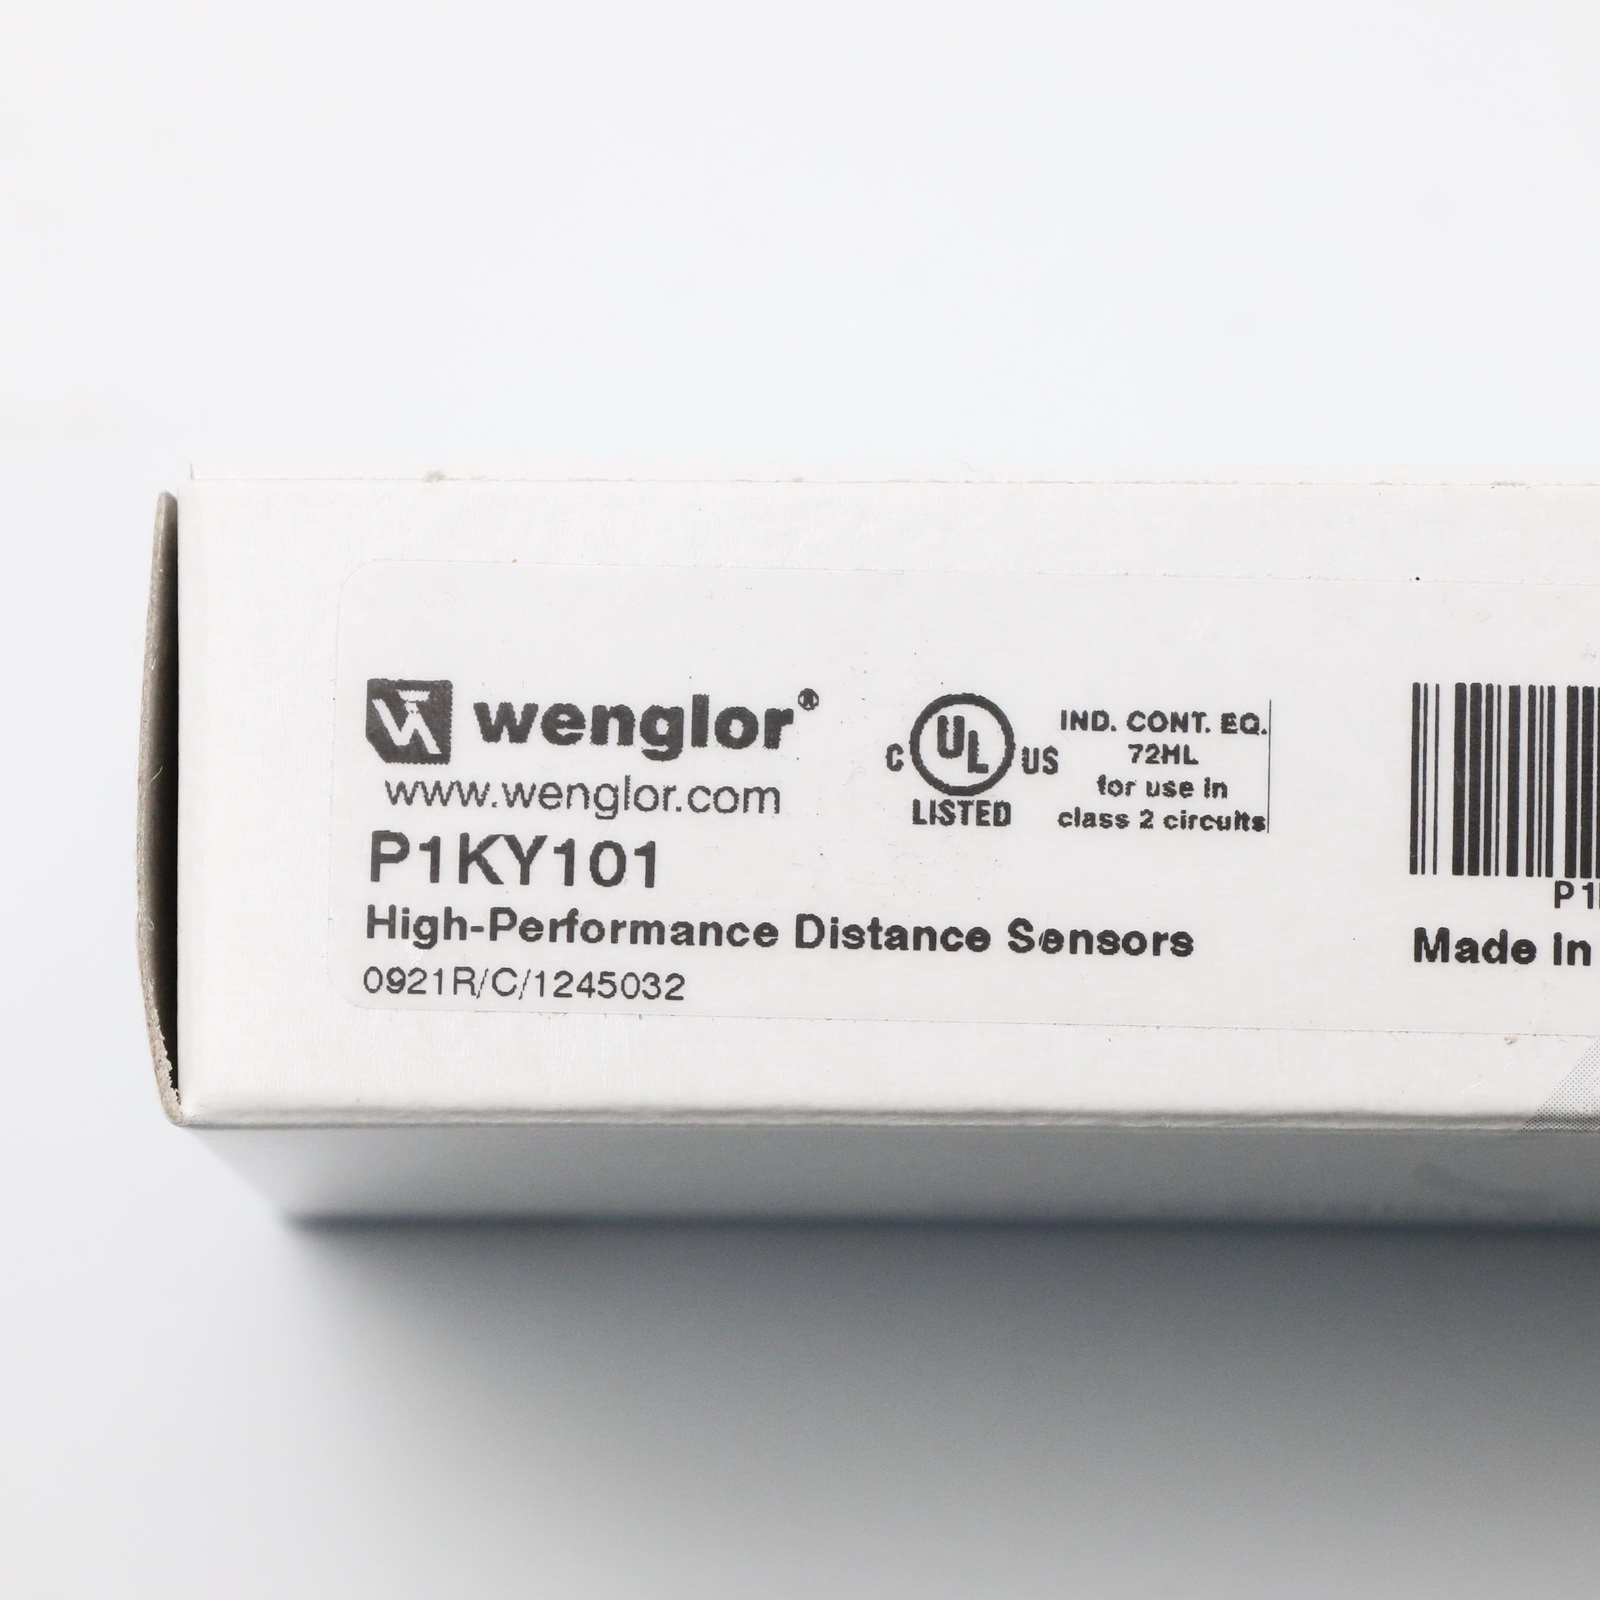 wenglor®
www.wenglor.com
P1KY101
High-Performance Distance Sensors
0921R/C/1245032
C UL US
LISTED
IND. CONT. EQ.
72HL
for use in
class 2 circuits
P1
Made in